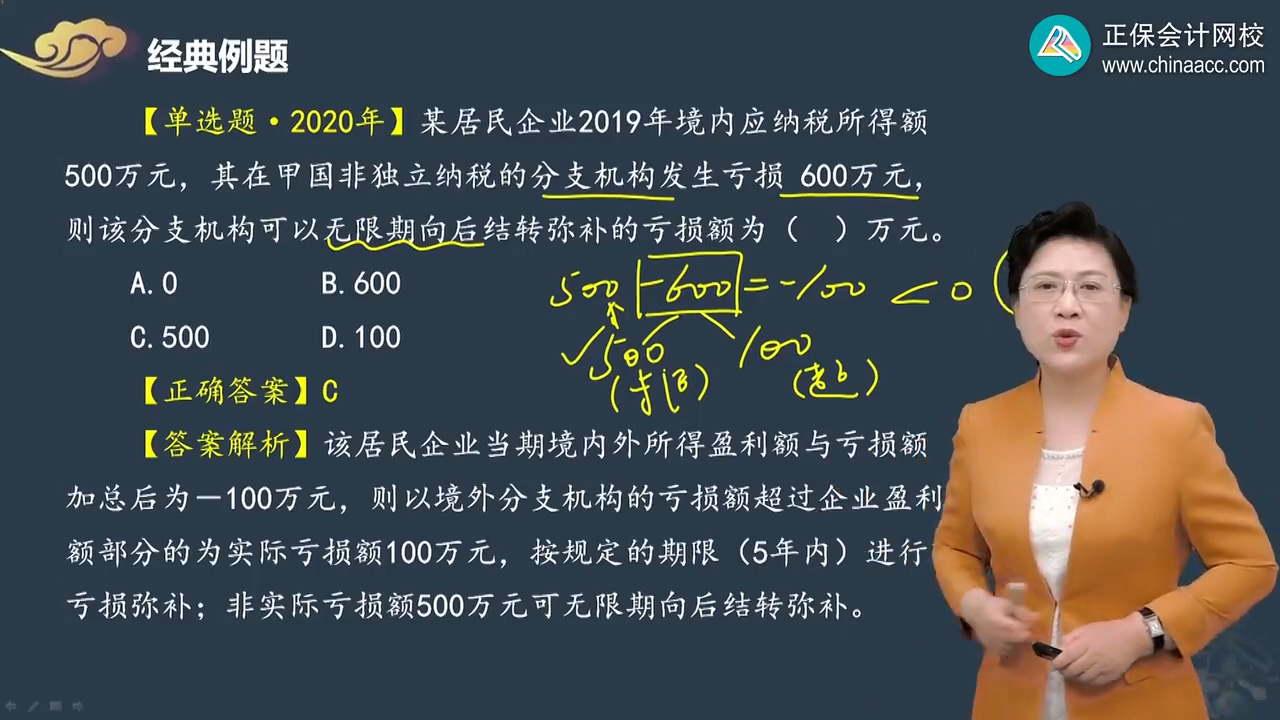 经典例题
正保会计网校
www.chinaacc.com
【单选题·2020年】某居民企业2019年境内应纳税所得额
500万元，其在甲国非独立纳税的分支机构发生亏损 600万元，
则该分支机构可以无限期向后结转弥补的亏损额为（ ）万元。
A.0 B.600
500 -600 = -100 < 0 (
C.500 D.100
500 100
【正确答案】C
【答案解析】该居民企业当期境内外所得盈利额与亏损额
加总后为－100万元，则以境外分支机构的亏损额超过企业盈利
额部分的为实际亏损额100万元，按规定的期限（5年内）进行
亏损弥补；非实际亏损额500万元可无限期向后结转弥补。